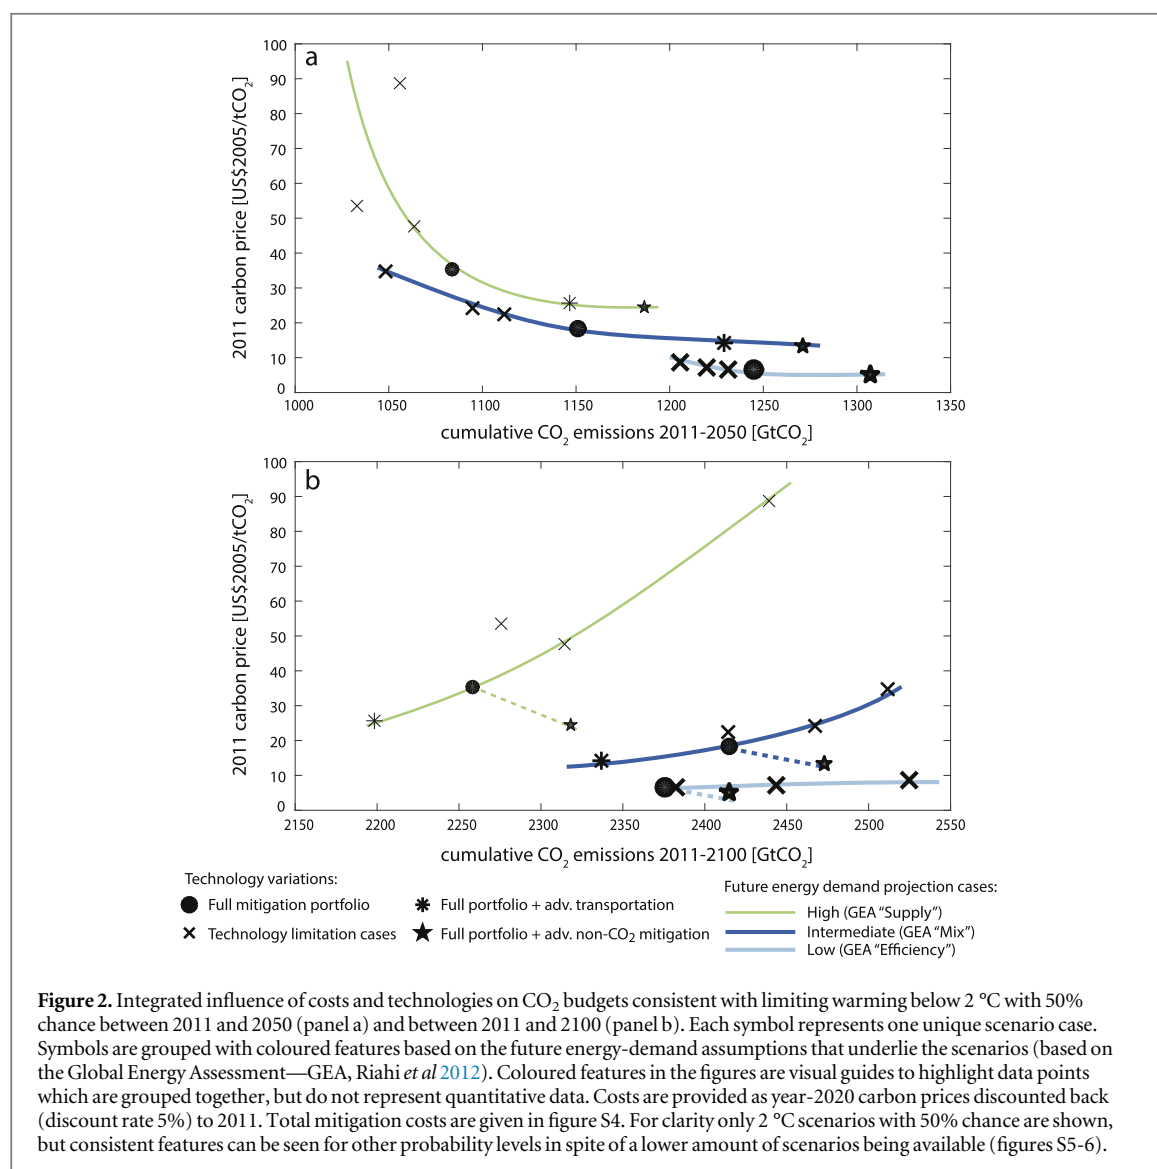 a
100
90
80
70
60
50
40
30
20
10
0
2011 carbon price [US$2005/tCO2]
1000 1050 1100 1150 1200 1250 1300 1350
cumulative CO2 emissions 2011-2050 [GtCO2]
b
100
90
80
70
60
50
40
30
20
10
0
2011 carbon price [US$2005/tCO2]
2150 2200 2250 2300 2350 2400 2450 2500 2550
cumulative CO2 emissions 2011-2100 [GtCO2]
Technology variations:
Full mitigation portfolio
Technology limitation cases
Full portfolio + adv. transportation
Full portfolio + adv. non-CO2 mitigation
Future energy demand projection cases:
High (GEA “Supply”)
Intermediate (GEA “Mix”)
Low (GEA “Efficiency”)
Figure 2. Integrated influence of costs and technologies on CO2 budgets consistent with limiting warming below 2 °C with 50%
chance between 2011 and 2050 (panel a) and between 2011 and 2100 (panel b). Each symbol represents one unique scenario case.
Symbols are grouped with coloured features based on the future energy-demand assumptions that underlie the scenarios (based on
the Global Energy Assessment—GEA, Riahi et al 2012). Coloured features in the figures are visual guides to highlight data points
which are grouped together, but do not represent quantitative data. Costs are provided as year-2020 carbon prices discounted back
(discount rate 5%) to 2011. Total mitigation costs are given in figure S4. For clarity only 2 °C scenarios with 50% chance are shown,
but consistent features can be seen for other probability levels in spite of a lower amount of scenarios being available (figures S5-6).